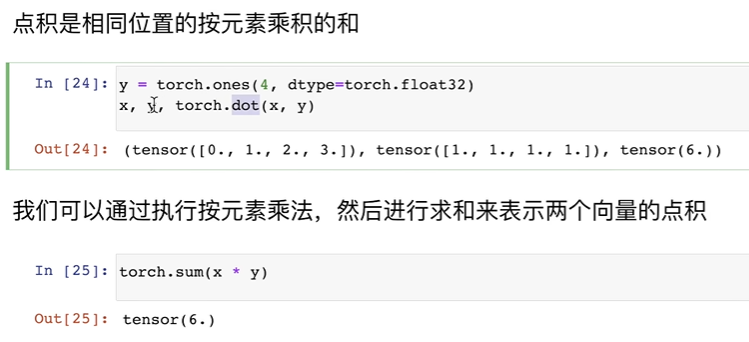 点积是相同位置的按元素乘积的和
In [24]: y = torch.ones(4, dtype=torch.float32)
x, y, torch.dot(x, y)
Out[24]: (tensor([0., 1., 2., 3.]), tensor([1., 1., 1., 1.]), tensor(6.))
我们可以通过执行按元素乘法，然后进行求和来表示两个向量的点积
In [25]: torch.sum(x * y)
Out[25]: tensor(6.)